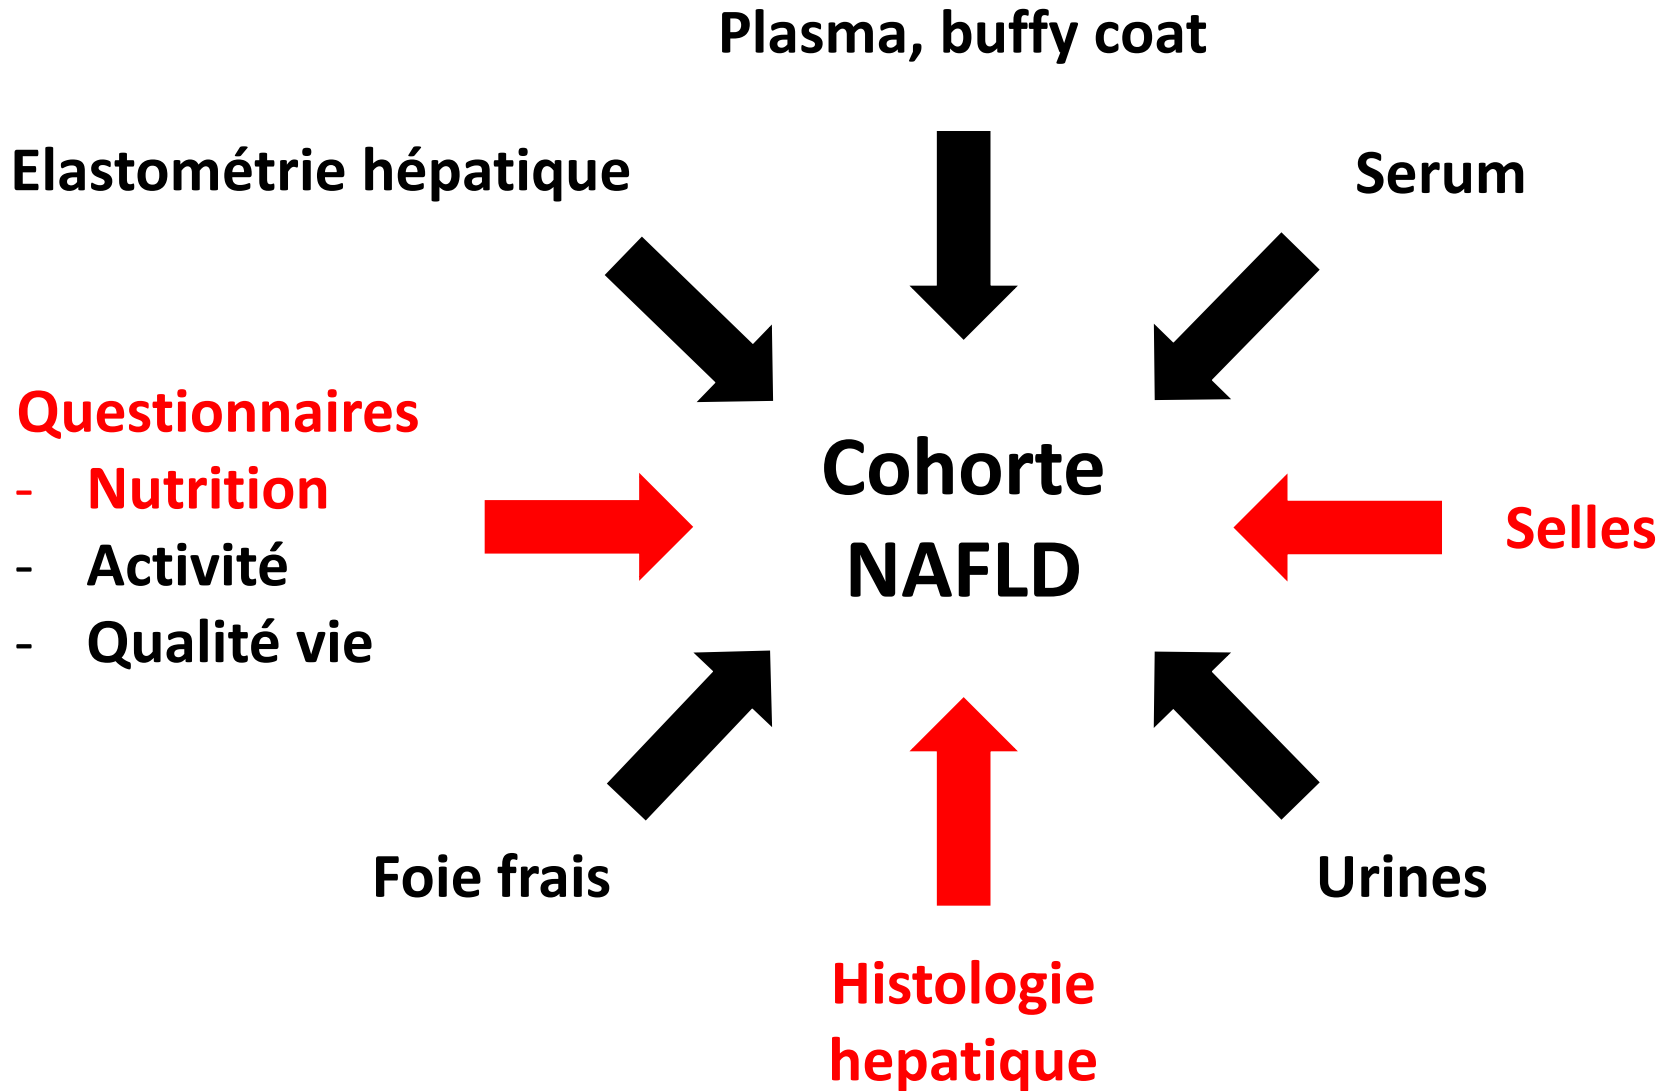 Plasma, buffy coat
Elastométrie hépatique
Serum
Questionnaires
- Nutrition
- Activité
- Qualité vie
Cohorte
NAFLD
Selles
Foie frais
Urines
Histologie
hepatique